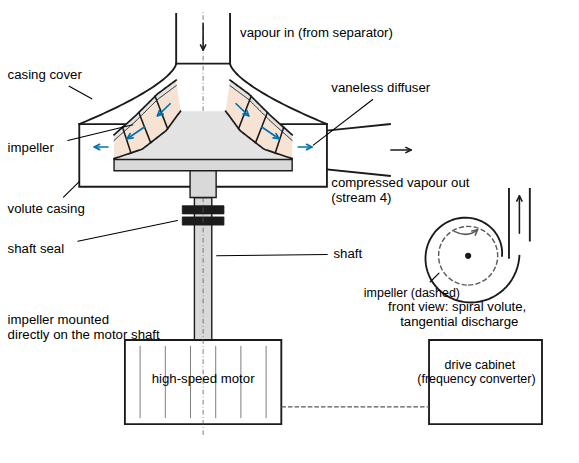 vapour in (from separator)
casing cover
vaneless diffuser
impeller
compressed vapour out
(stream 4)
volute casing
shaft seal
shaft
impeller (dashed)
front view: spiral volute,
tangential discharge
impeller mounted
directly on the motor shaft
high-speed motor
drive cabinet
(frequency converter)